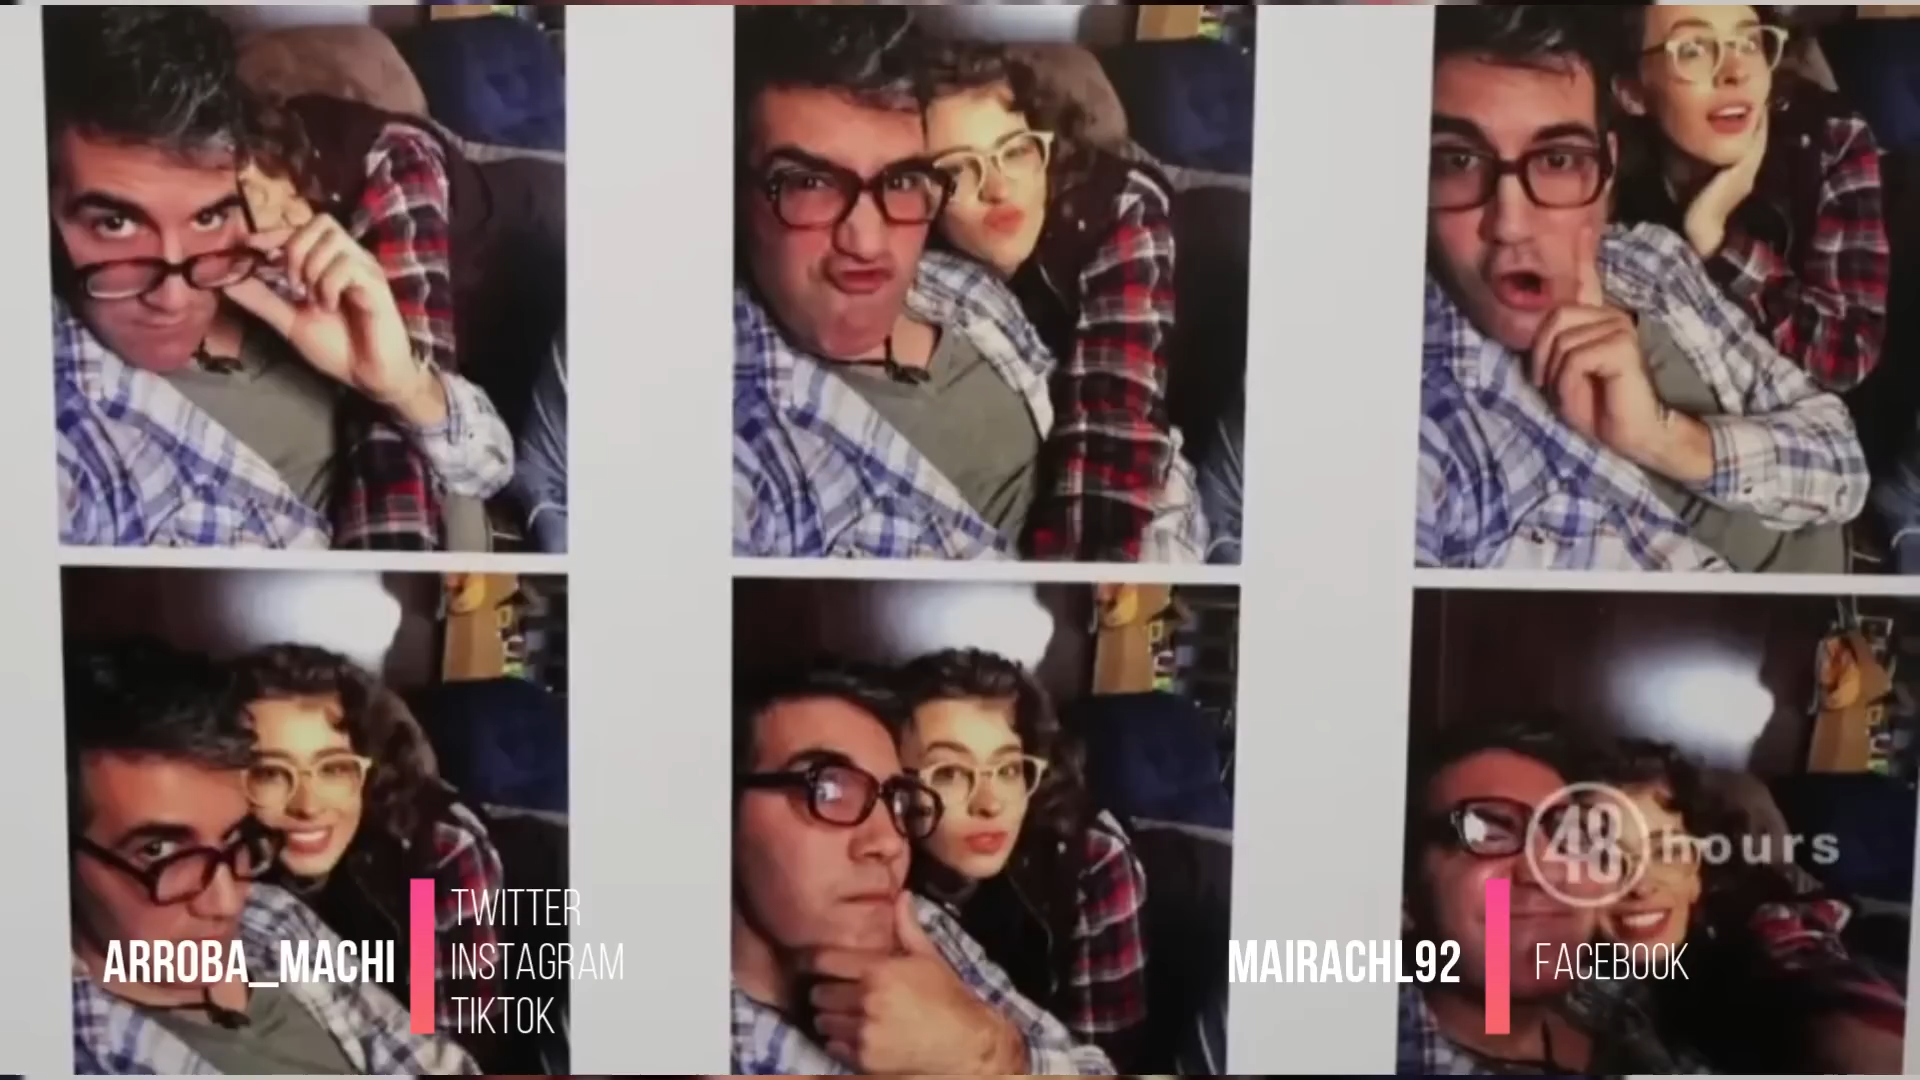 48 hours
TWITTER
ARROBA_MACHI
INSTAGRAM
TIKTOK
MAIRACHL92
FACEBOOK